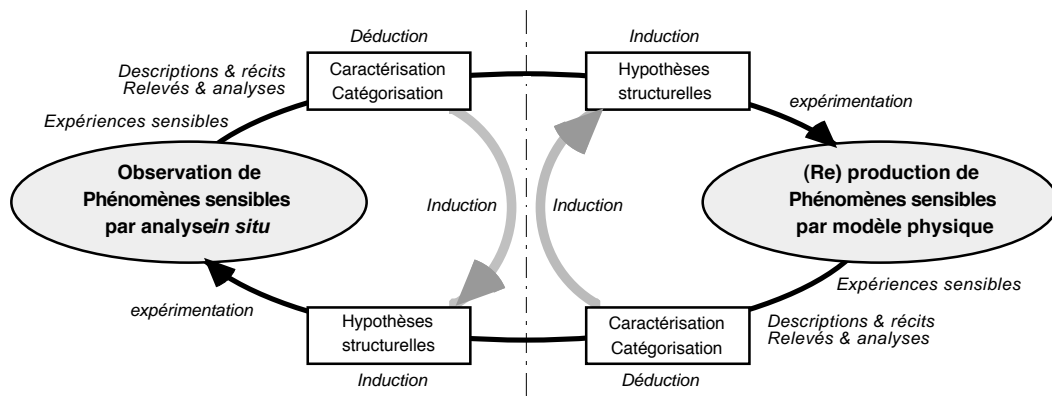 Déduction
Induction
Descriptions & récits
Relevés & analyses
Caractérisation
Catégorisation
Hypothèses
structurelles
expérimentation
Expériences sensibles
Observation de
Phénomènes sensibles
par analyse in situ
Induction
Induction
(Re) production de
Phénomènes sensibles
par modèle physique
expérimentation
Expériences sensibles
Hypothèses
structurelles
Caractérisation
Catégorisation
Descriptions & récits
Relevés & analyses
Induction
Déduction